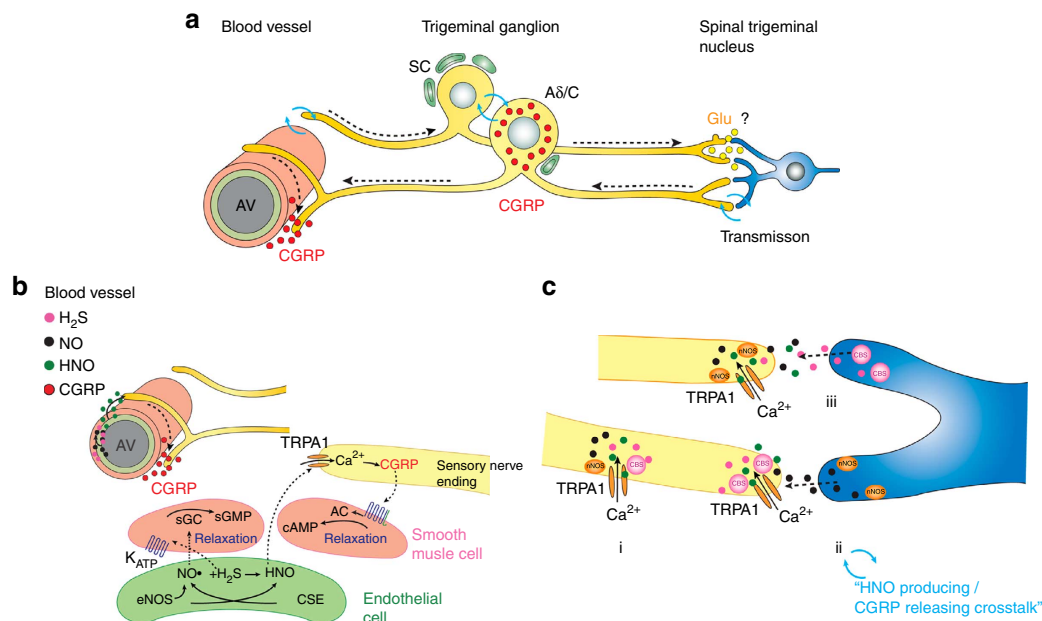 a
Blood vessel
Trigeminal ganglion
Spinal trigeminal
nucleus
SC
Aδ/C
Glu ?
AV
CGRP
CGRP
Transmisson
b
Blood vessel
H₂S
NO
HNO
CGRP
AV
CGRP
TRPA1
Ca²⁺
CGRP
Sensory nerve
ending
sGC
sGMP
Relaxation
AC
cAMP
Relaxation
Smooth
musle cell
K_ATP
NO•
+H₂S
HNO
eNOS
CSE
Endothelial
cell
c
nNOS
nNOS
TRPA1
Ca²⁺
CBS
CBS
iii
nNOS
CBS
TRPA1
Ca²⁺
i
CBS
CBS
TRPA1
Ca²⁺
nNOS
nNOS
ii
“HNO producing /
CGRP releasing crosstalk”